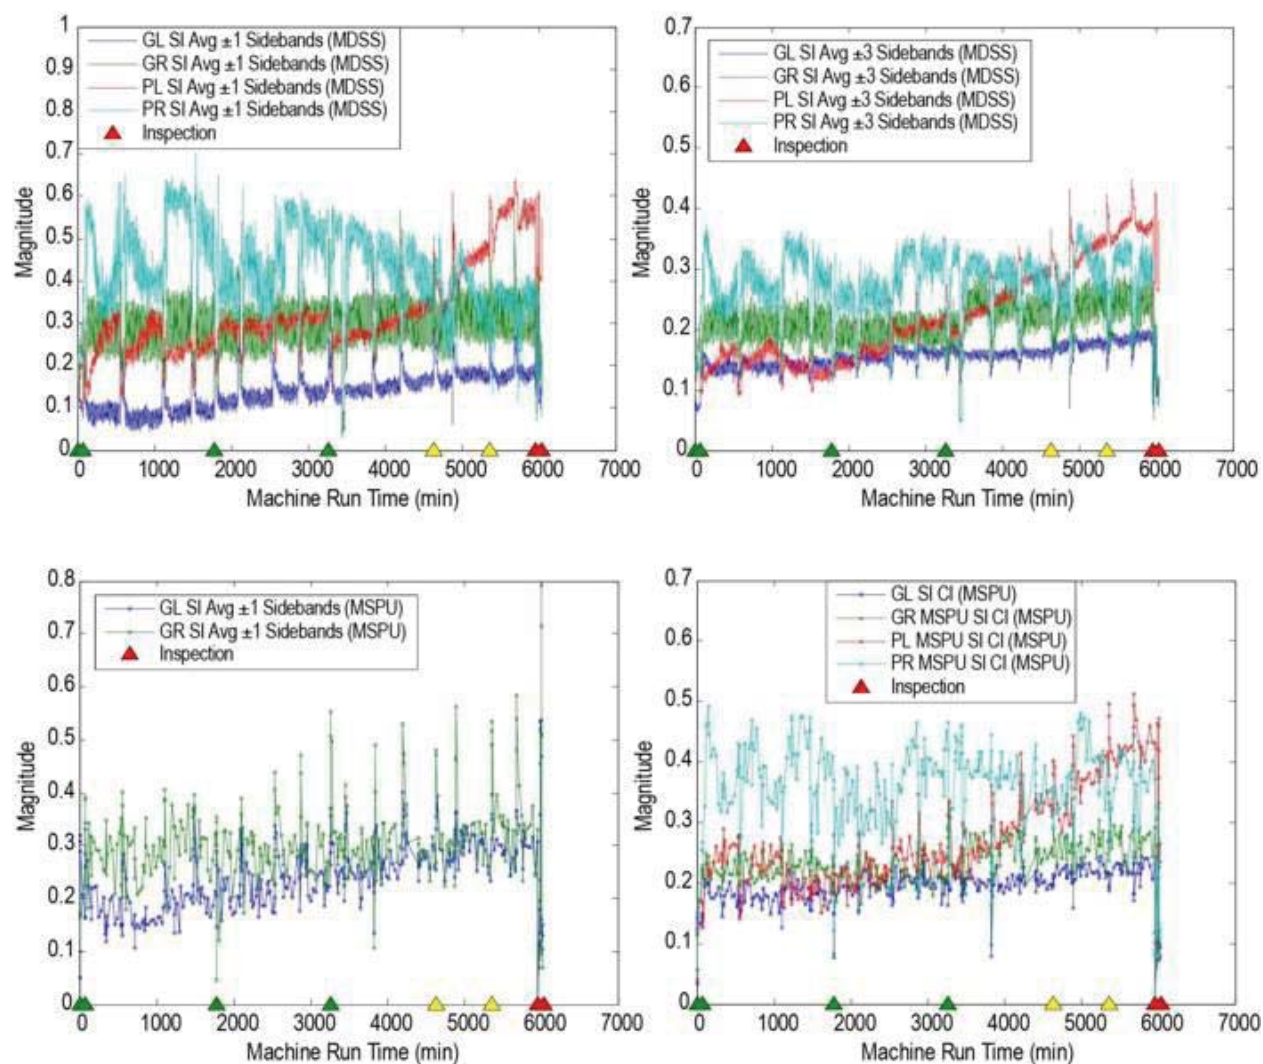 1
GL SI Avg ±1 Sidebands (MDSS)
GR SI Avg ±1 Sidebands (MDSS)
PL SI Avg ±1 Sidebands (MDSS)
PR SI Avg ±1 Sidebands (MDSS)
Inspection
0.9
0.8
0.7
0.6
0.5
0.4
0.3
0.2
0.1
0
Magnitude
0 1000 2000 3000 4000 5000 6000 7000
Machine Run Time (min)
0.7
GL SI Avg ±3 Sidebands (MDSS)
GR SI Avg ±3 Sidebands (MDSS)
PL SI Avg ±3 Sidebands (MDSS)
PR SI Avg ±3 Sidebands (MDSS)
Inspection
0.6
0.5
0.4
0.3
0.2
0.1
0
Magnitude
0 1000 2000 3000 4000 5000 6000 7000
Machine Run Time (min)
0.8
GL SI Avg ±1 Sidebands (MSPU)
GR SI Avg ±1 Sidebands (MSPU)
Inspection
0.7
0.6
0.5
0.4
0.3
0.2
0.1
0
Magnitude
0 1000 2000 3000 4000 5000 6000 7000
Machine Run Time (min)
0.7
GL SI CI (MSPU)
GR MSPU SI CI (MSPU)
PL MSPU SI CI (MSPU)
PR MSPU SI CI (MSPU)
Inspection
0.6
0.5
0.4
0.3
0.2
0.1
0
Magnitude
0 1000 2000 3000 4000 5000 6000 7000
Machine Run Time (min)